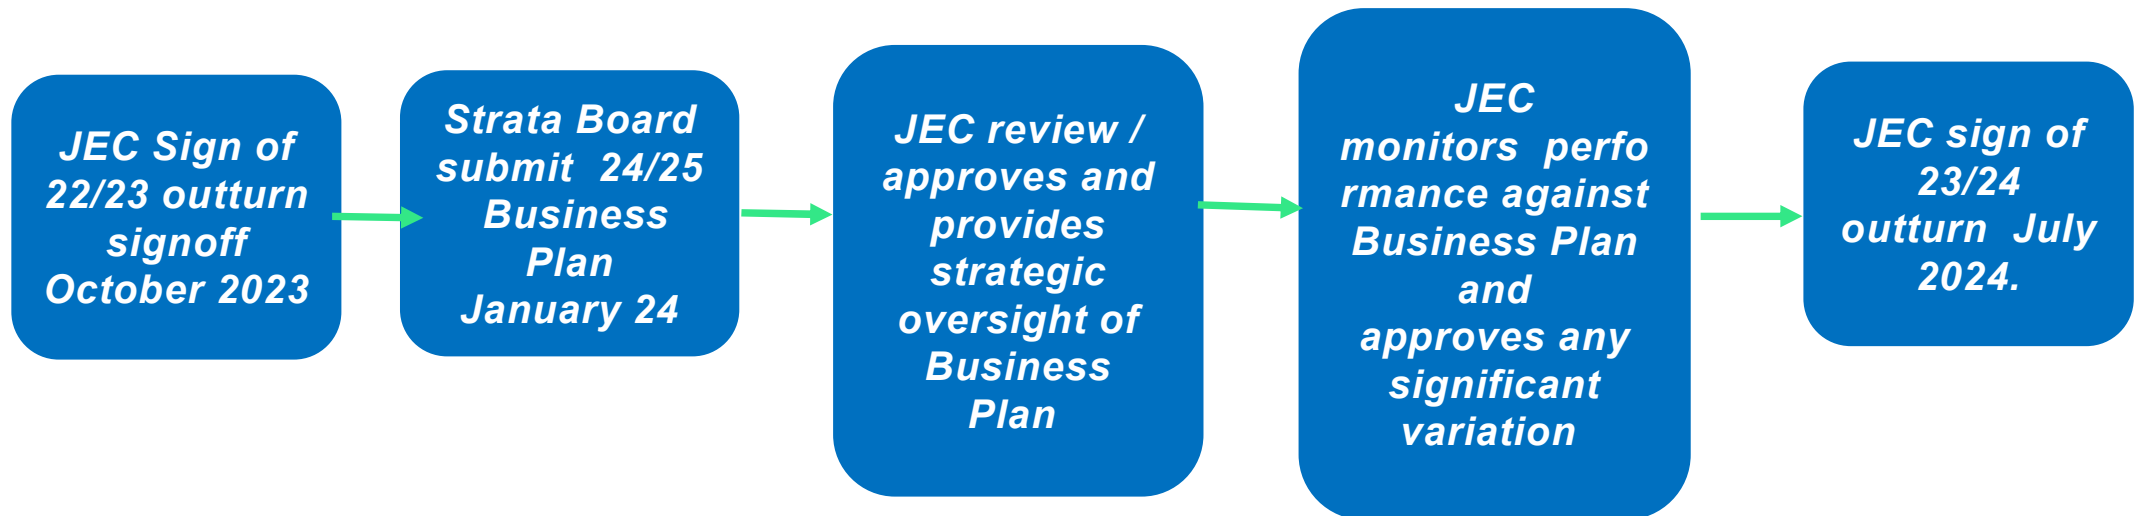 JEC Sign of
22/23 outturn
signoff
October 2023
Strata Board
submit 24/25
Business
Plan
January 24
JEC review /
approves and
provides
strategic
oversight of
Business
Plan
JEC
monitors perfo
rmance against
Business Plan
and
approves any
significant
variation
JEC sign of
23/24
outturn July
2024.